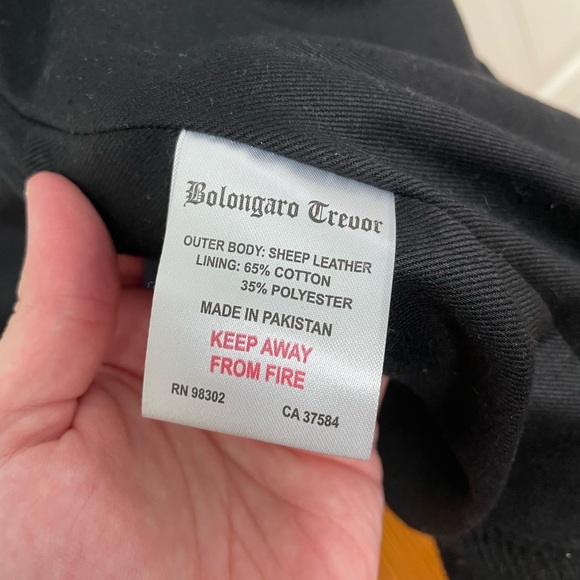 Bolongaro Trevor
OUTER BODY: SHEEP LEATHER
LINING: 65% COTTON
35% POLYESTER
MADE IN PAKISTAN
KEEP AWAY
FROM FIRE
RN 98302 CA 37584